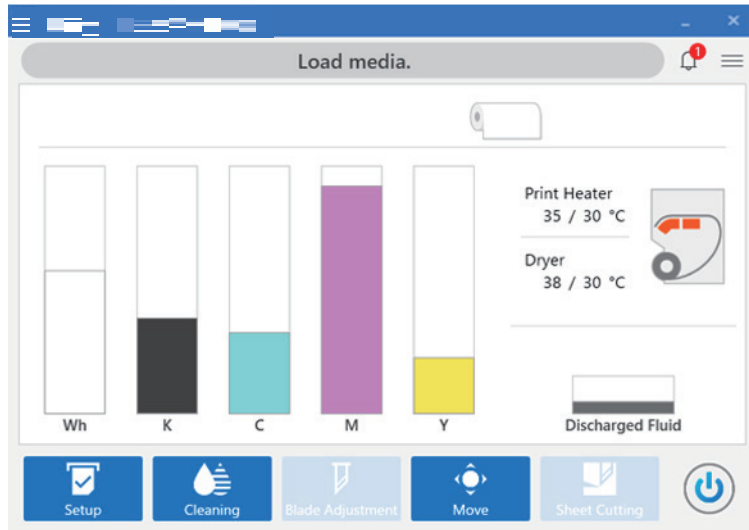 Load media.
1
Print Heater
35 / 30 °C
Dryer
38 / 30 °C
Wh K C M Y Discharged Fluid
Setup Cleaning Blade Adjustment Move Sheet Cutting